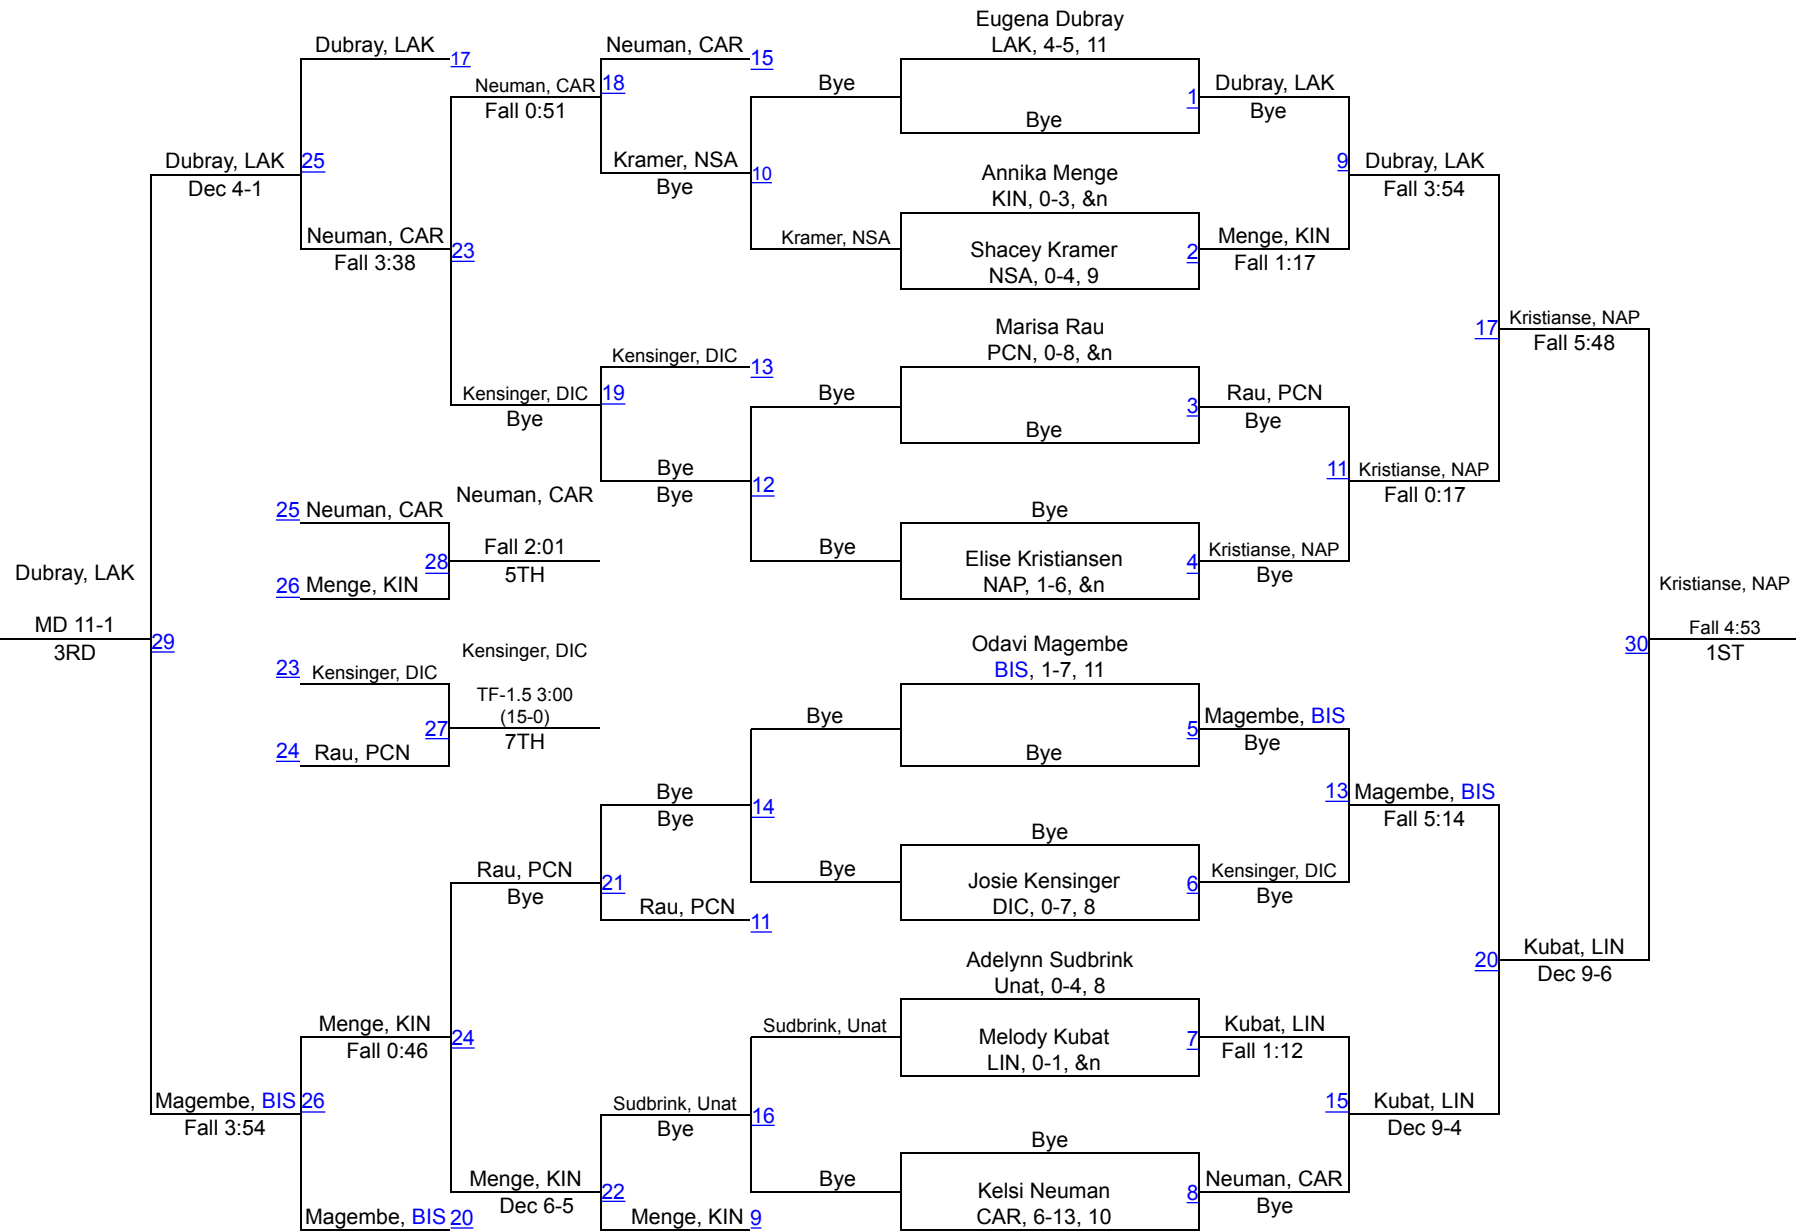 Eugena Dubray
LAK, 4-5, 11
Bye
1
Annika Menge
KIN, 0-3, &n
Shacey Kramer
NSA, 0-4, 9
2
Marisa Rau
PCN, 0-8, &n
Bye
3
Bye
Elise Kristiansen
NAP, 1-6, &n
4
Odavi Magembe
BIS, 1-7, 11
Bye
5
Bye
Josie Kensinger
DIC, 0-7, 8
6
Adelynn Sudbrink
Unat, 0-4, 8
Melody Kubat
LIN, 0-1, &n
7
Bye
Kelsi Neuman
CAR, 6-13, 10
8
Dubray, LAK
Bye
9
Menge, KIN
Fall 1:17
Rau, PCN
Bye
11
Kristianse, NAP
Bye
Magembe, BIS
Bye
13
Kensinger, DIC
Bye
Kubat, LIN
Fall 1:12
15
Neuman, CAR
Bye
Dubray, LAK
Fall 3:54
17
Kristianse, NAP
Fall 0:17
Magembe, BIS
Fall 5:14
20
Kubat, LIN
Dec 9-4
Kristianse, NAP
Fall 5:48
30
Kubat, LIN
Dec 9-6
Kristianse, NAP
Fall 4:53
1ST
Bye
10
Kramer, NSA
Bye
12
Bye
Bye
14
Bye
Sudbrink, Unat
16
Bye
Neuman, CAR
15
18
Kramer, NSA
Bye
Kensinger, DIC
13
19
Bye
Bye
Bye
Bye
21
Rau, PCN
11
Sudbrink, Unat
Bye
22
Menge, KIN
9
Neuman, CAR
Fall 0:51
23
Kensinger, DIC
Bye
Rau, PCN
Bye
24
Menge, KIN
Dec 6-5
Dubray, LAK
17
25
Neuman, CAR
Fall 3:38
Menge, KIN
Fall 0:46
26
Magembe, BIS
20
Dubray, LAK
Dec 4-1
29
Magembe, BIS
Fall 3:54
Dubray, LAK
MD 11-1
3RD
25
Neuman, CAR
28
26
Menge, KIN
Neuman, CAR
Fall 2:01
5TH
23
Kensinger, DIC
27
24
Rau, PCN
Kensinger, DIC
TF-1.5 3:00
(15-0)
7TH